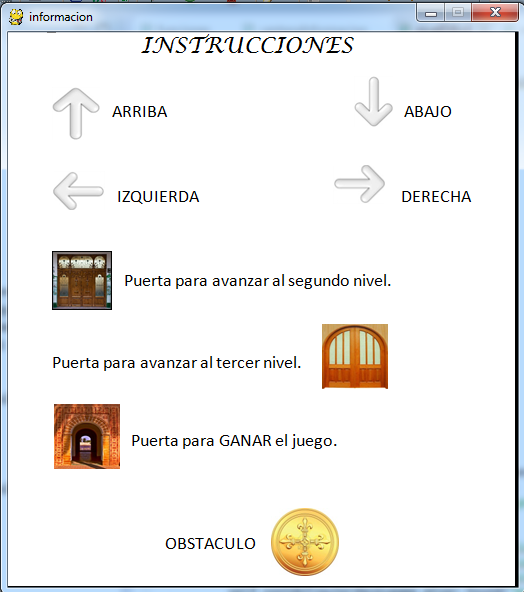 informacion
INSTRUCCIONES
ARRIBA
ABAJO
IZQUIERDA
DERECHA
Puerta para avanzar al segundo nivel.
Puerta para avanzar al tercer nivel.
Puerta para GANAR el juego.
OBSTACULO